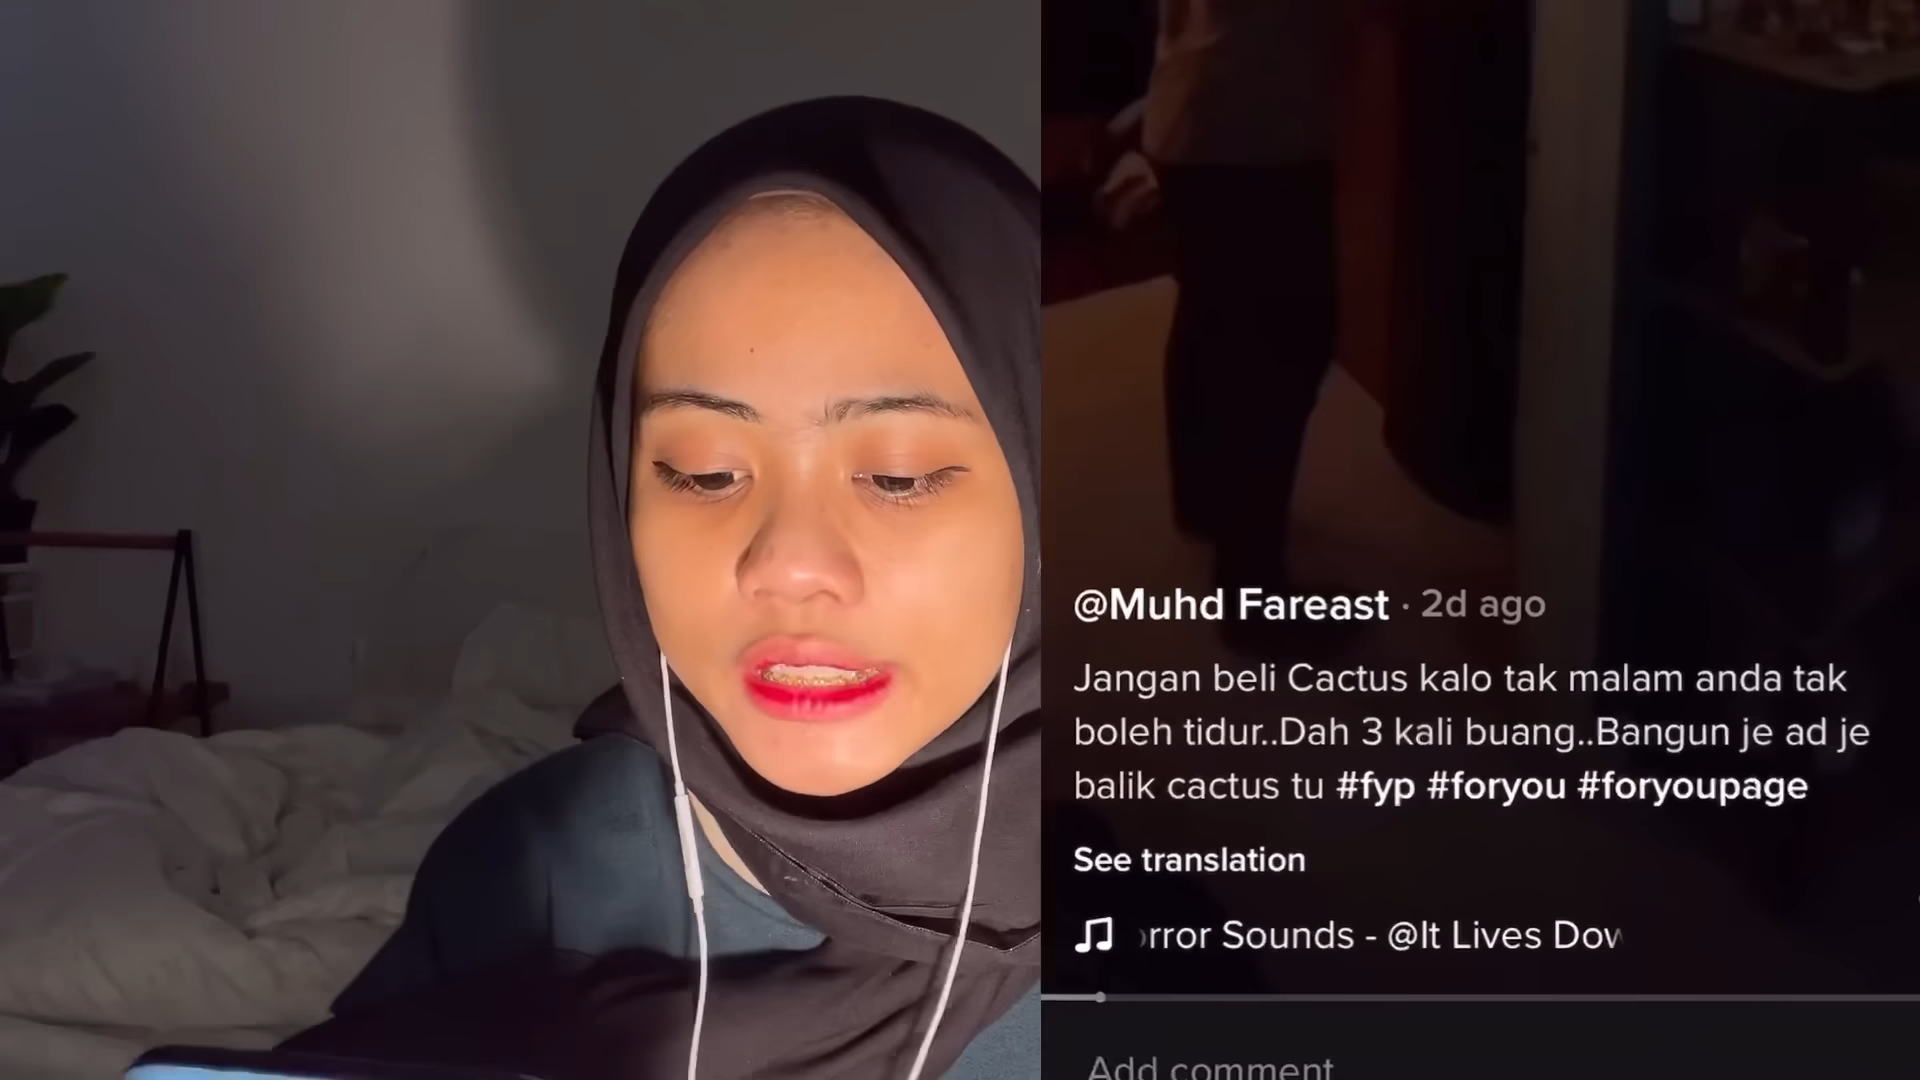 @Muhd Fareast · 2d ago
Jangan beli Cactus kalo tak malam anda tak
boleh tidur..Dah 3 kali buang..Bangun je ad je
balik cactus tu #fyp #foryou #foryoupage
See translation
rror Sounds - @It Lives Dow
Add comment